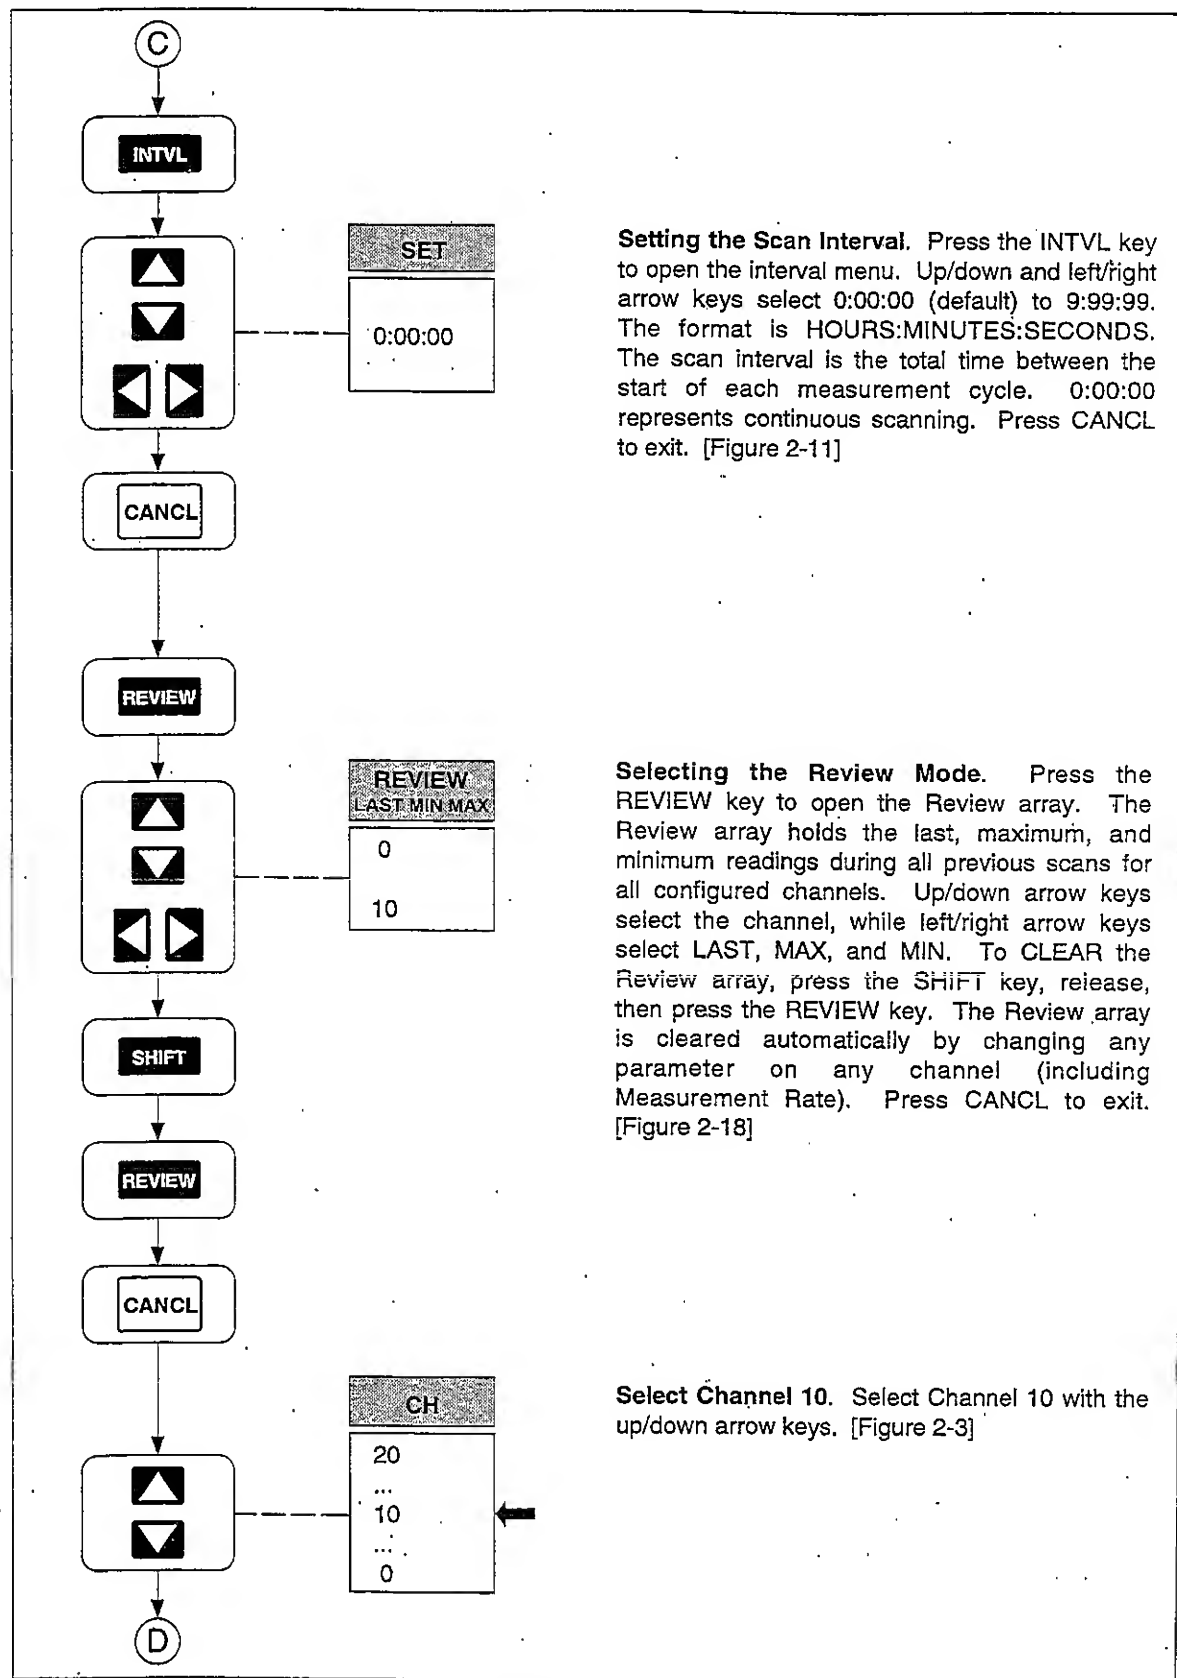 C
INTVL
SET
0:00:00
Setting the Scan Interval. Press the INTVL key
to open the interval menu. Up/down and left/right
arrow keys select 0:00:00 (default) to 9:99:99.
The format is HOURS:MINUTES:SECONDS.
The scan interval is the total time between the
start of each measurement cycle. 0:00:00
represents continuous scanning. Press CANCL
to exit. [Figure 2-11]
CANCL
REVIEW
REVIEW
LAST MIN MAX
0
10
Selecting the Review Mode. Press the
REVIEW key to open the Review array. The
Review array holds the last, maximum, and
minimum readings during all previous scans for
all configured channels. Up/down arrow keys
select the channel, while left/right arrow keys
select LAST, MAX, and MIN. To CLEAR the
Review array, press the SHIFT key, release,
then press the REVIEW key. The Review array
is cleared automatically by changing any
parameter on any channel (including
Measurement Rate). Press CANCL to exit.
[Figure 2-18]
SHIFT
REVIEW
CANCL
CH
20
...
10
...
0
Select Channel 10. Select Channel 10 with the
up/down arrow keys. [Figure 2-3]
D